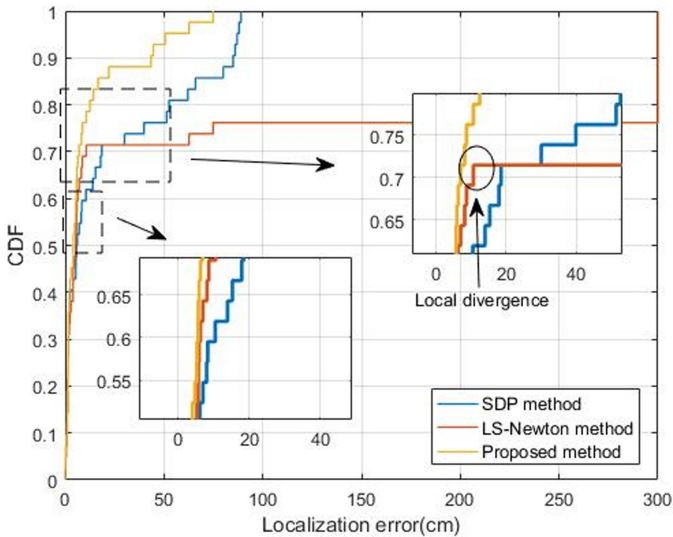 1
0.9
0.8
0.7
0.6
0.5
0.4
0.3
0.2
0.1
0
CDF
0.75
0.7
0.65
0 20 40
Local divergence
0.65
0.6
0.55
0 20 40
SDP method
LS-Newton method
Proposed method
0 50 100 150 200 250 300
Localization error(cm)